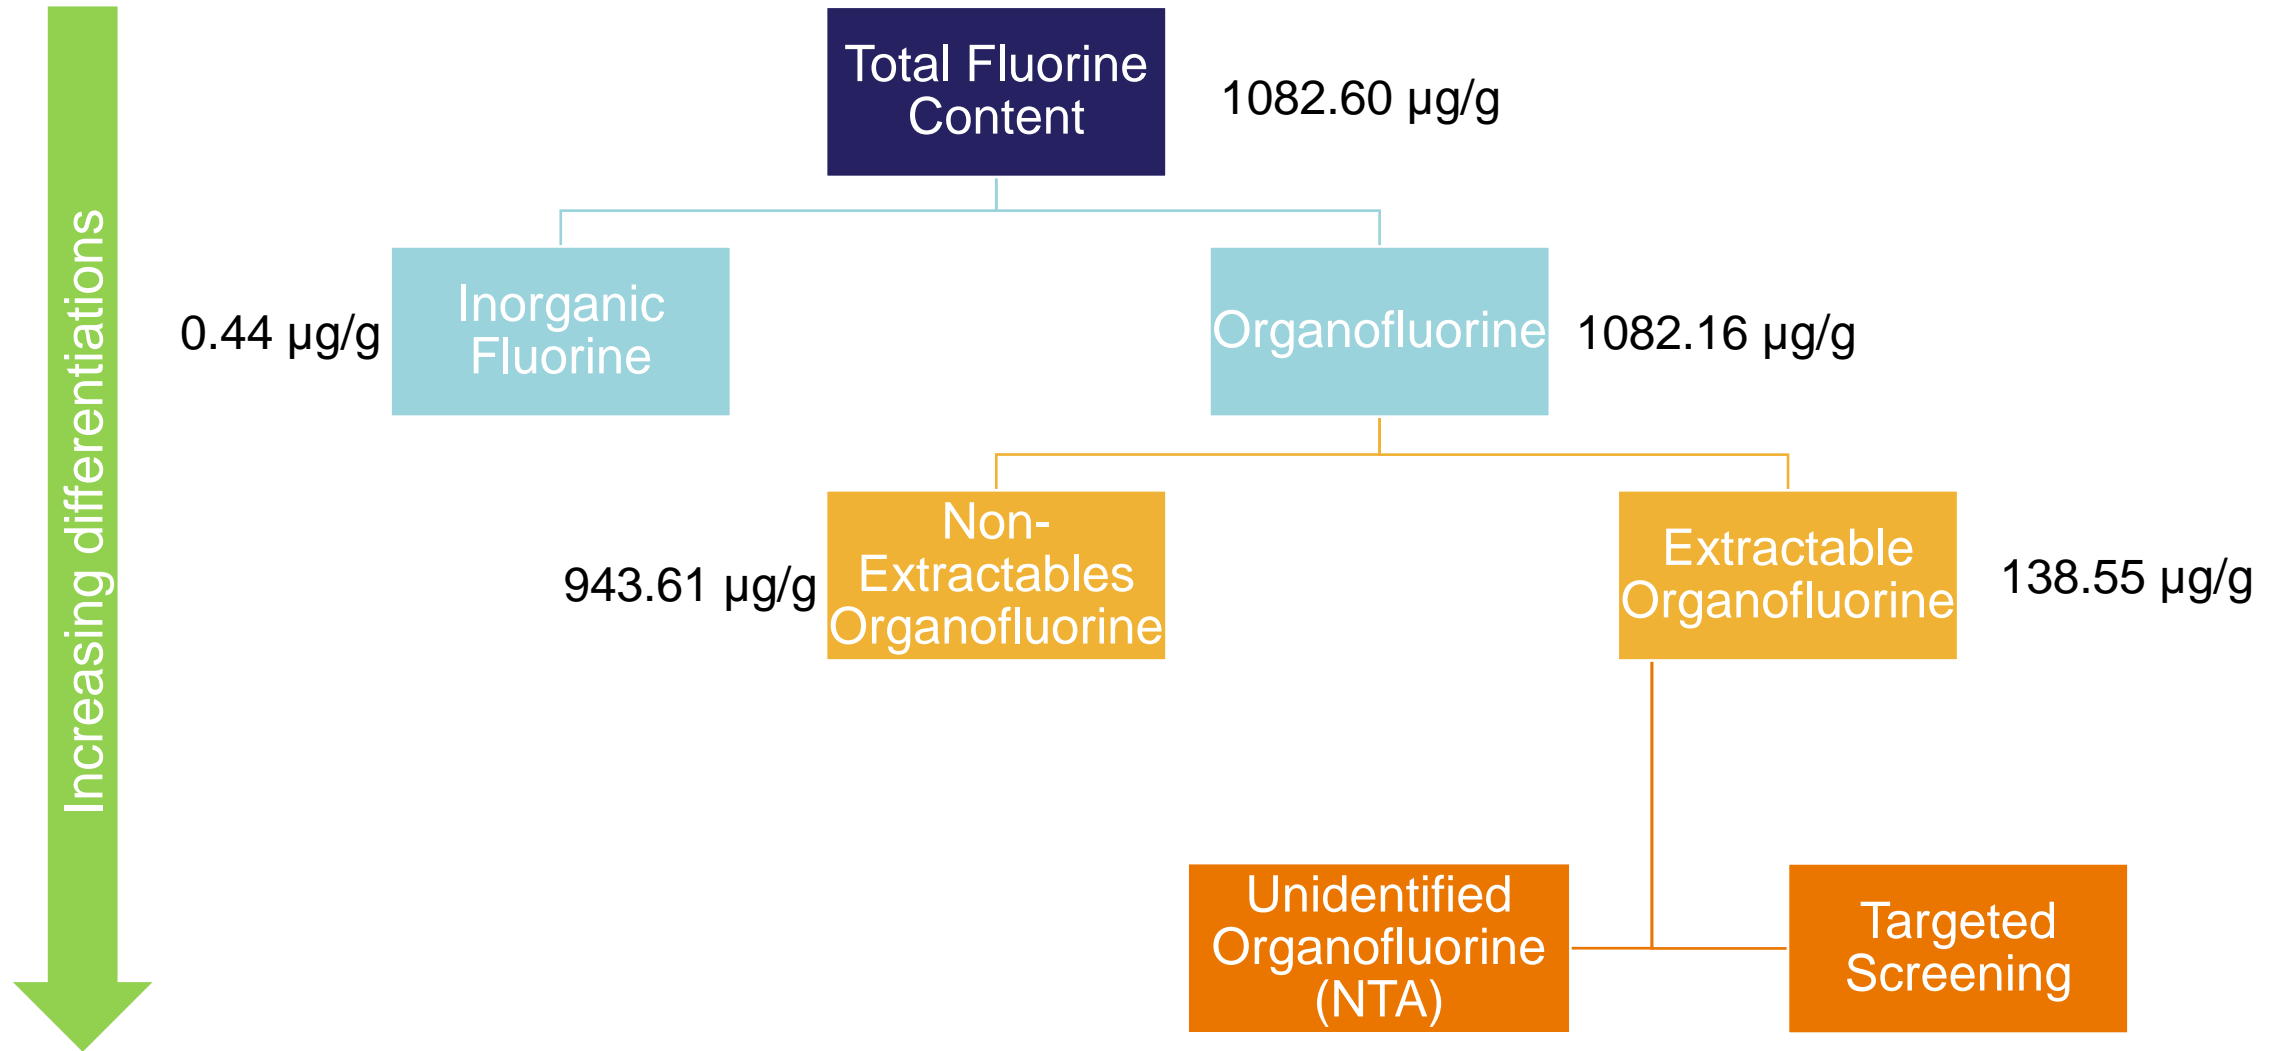 Total Fluorine
Content
1082.60 µg/g
Increasing differentiations
0.44 µg/g
Inorganic
Fluorine
Organofluorine
1082.16 µg/g
943.61 µg/g
Non-
Extractables
Organofluorine
Extractable
Organofluorine
138.55 µg/g
Unidentified
Organofluorine
(NTA)
Targeted
Screening